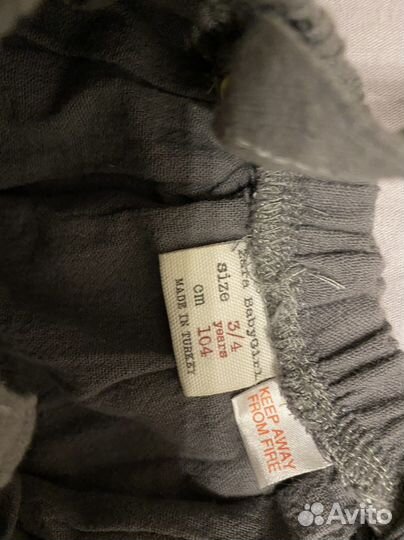 Zara BabyGirl
size 3/4
years
cm 104
MADE IN TURKEY
KEEP AWAY
FROM FIRE
Avito